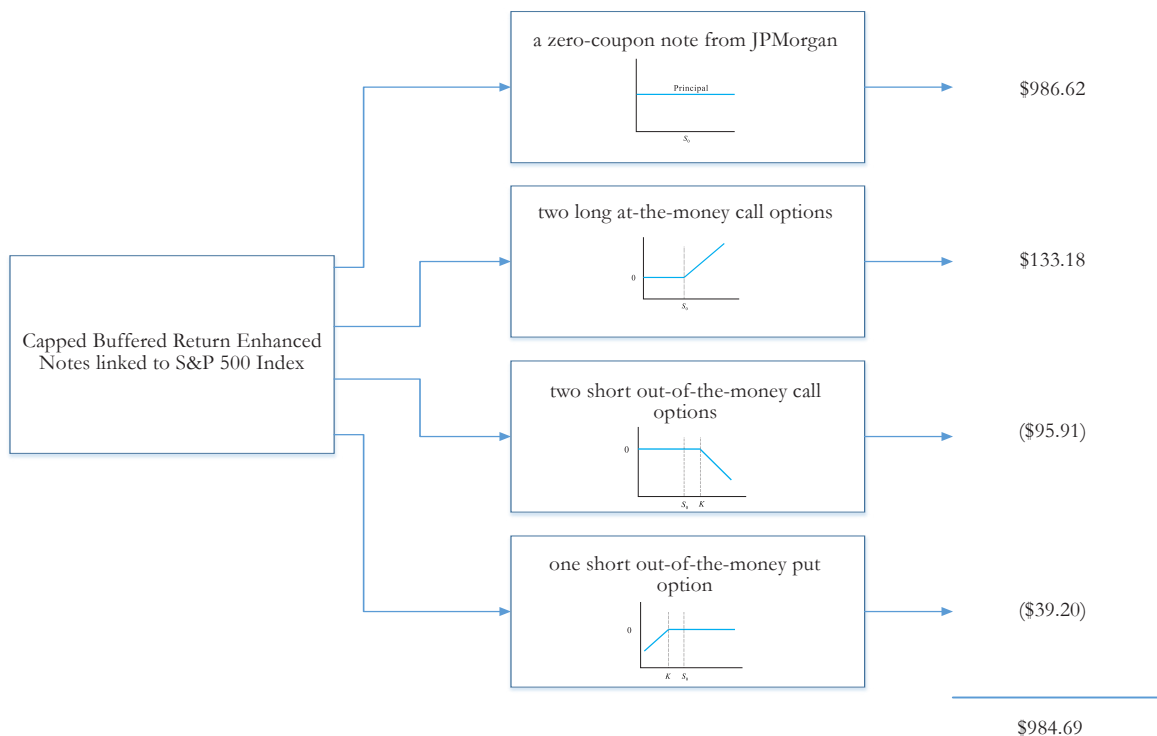 a zero-coupon note from JPMorgan
Principal
S₀
$986.62
two long at-the-money call options
0
S₀
$133.18
Capped Buffered Return Enhanced
Notes linked to S&P 500 Index
two short out-of-the-money call
options
0
S₀ K
($95.91)
one short out-of-the-money put
option
0
K S₀
($39.20)
$984.69